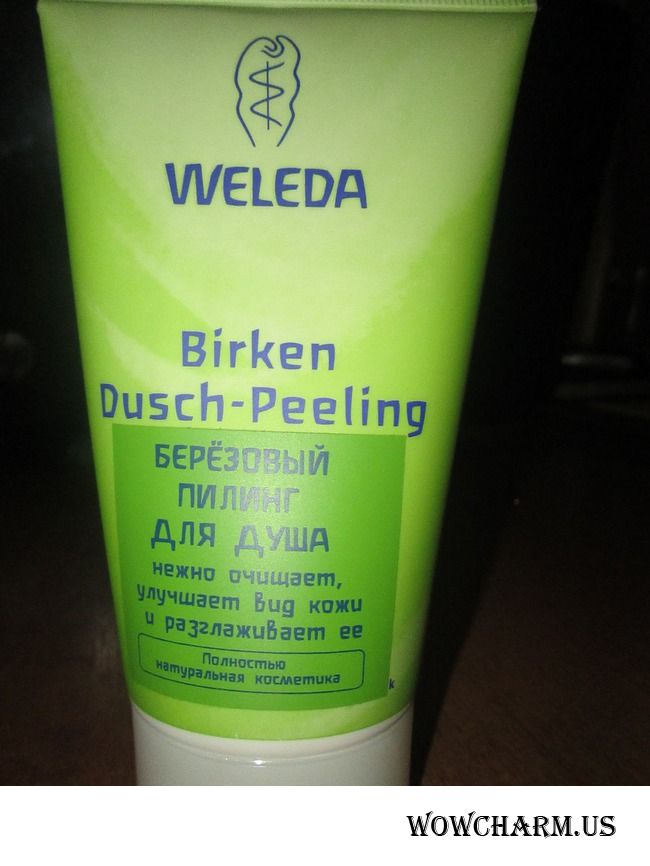 WELEDA
Birken
Dusch-Peeling
БЕРЁЗОВЫЙ
ПИЛИНГ
ДЛЯ ДУША
нежно очищает,
улучшает вид кожи
и разглаживает ее
Полностью
натуральная косметика
k
WOWCHARM.US